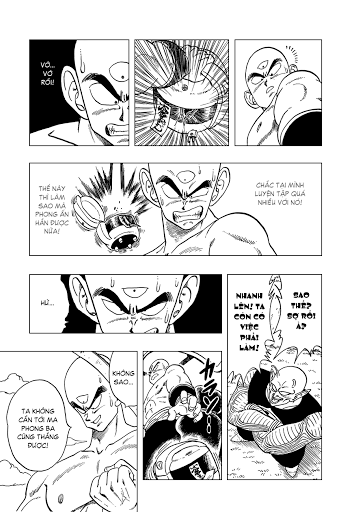 VỠ...
VỠ
RỒI!
CHẮC TẠI MÌNH
LUYỆN TẬP QUÁ
NHIỀU VỚI NÓ!
THẾ NÀY
THÌ LÀM
SAO MÀ
PHONG ẤN
HẮN ĐƯỢC
NỮA!
SAO
THẾ?
SỢ RỒI
À?
NHANH
LÊN! TA
CÒN CÓ
VIỆC
PHẢI
LÀM!
HỪ...
KHÔNG
SAO...
TA KHÔNG
CẦN TỚI MA
PHONG BA
CŨNG THẮNG
ĐƯỢC!